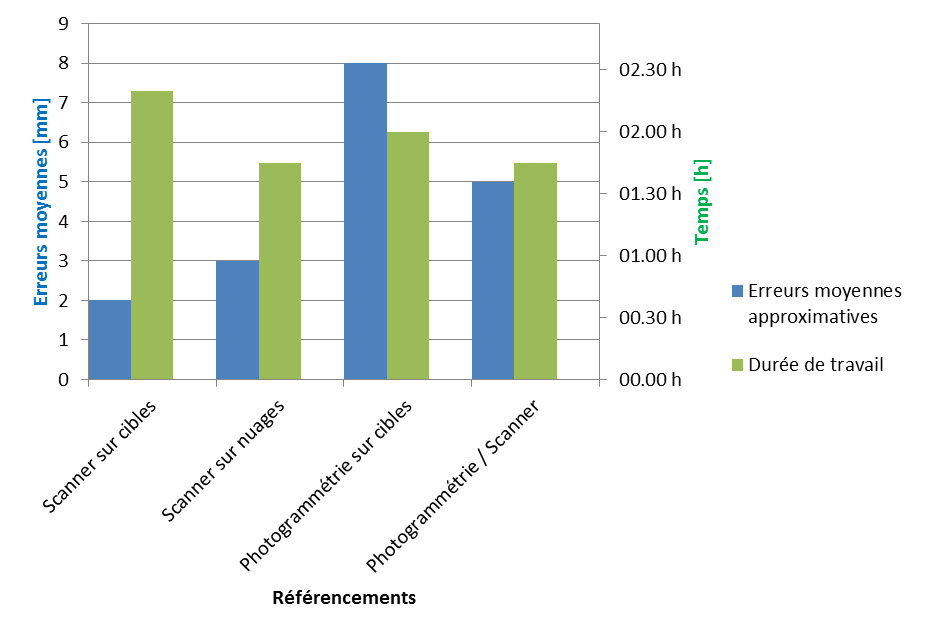 9
8
7
6
5
4
3
2
1
0
Erreurs moyennes [mm]
02.30 h
02.00 h
01.30 h
01.00 h
00.30 h
00.00 h
Temps [h]
Erreurs moyennes
approximatives
Durée de travail
Scanner sur cibles
Scanner sur nuages
Photogrammétrie sur cibles
Photogrammétrie / Scanner
Référencements